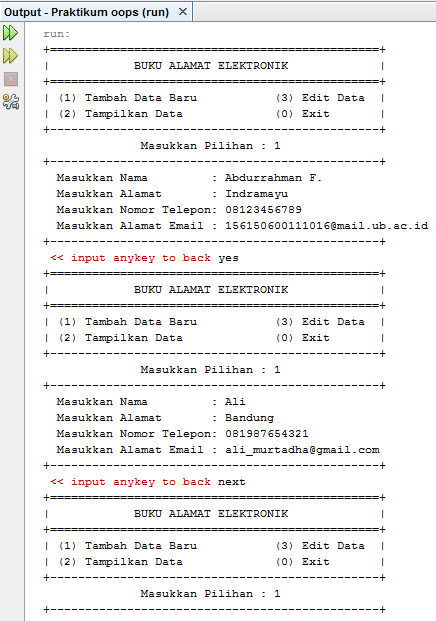 Output - Praktikum oops (run) ×
run:
+=================================================+
|             BUKU ALAMAT ELEKTRONIK              |
+=================================================+
| (1) Tambah Data Baru            (3) Edit Data  |
| (2) Tampilkan Data              (0) Exit       |
+-------------------------------------------------+
Masukkan Pilihan : 1
+-------------------------------------------------+
Masukkan Nama          : Abdurrahman F.
Masukkan Alamat        : Indramayu
Masukkan Nomor Telepon: 08123456789
Masukkan Alamat Email : 156150600111016@mail.ub.ac.id
+-------------------------------------------------+
<< input anykey to back yes
+=================================================+
|             BUKU ALAMAT ELEKTRONIK              |
+=================================================+
| (1) Tambah Data Baru            (3) Edit Data  |
| (2) Tampilkan Data              (0) Exit       |
+-------------------------------------------------+
Masukkan Pilihan : 1
+-------------------------------------------------+
Masukkan Nama          : Ali
Masukkan Alamat        : Bandung
Masukkan Nomor Telepon: 081987654321
Masukkan Alamat Email : ali_murtadha@gmail.com
+-------------------------------------------------+
<< input anykey to back next
+=================================================+
|             BUKU ALAMAT ELEKTRONIK              |
+=================================================+
| (1) Tambah Data Baru            (3) Edit Data  |
| (2) Tampilkan Data              (0) Exit       |
+-------------------------------------------------+
Masukkan Pilihan : 1
+-------------------------------------------------+